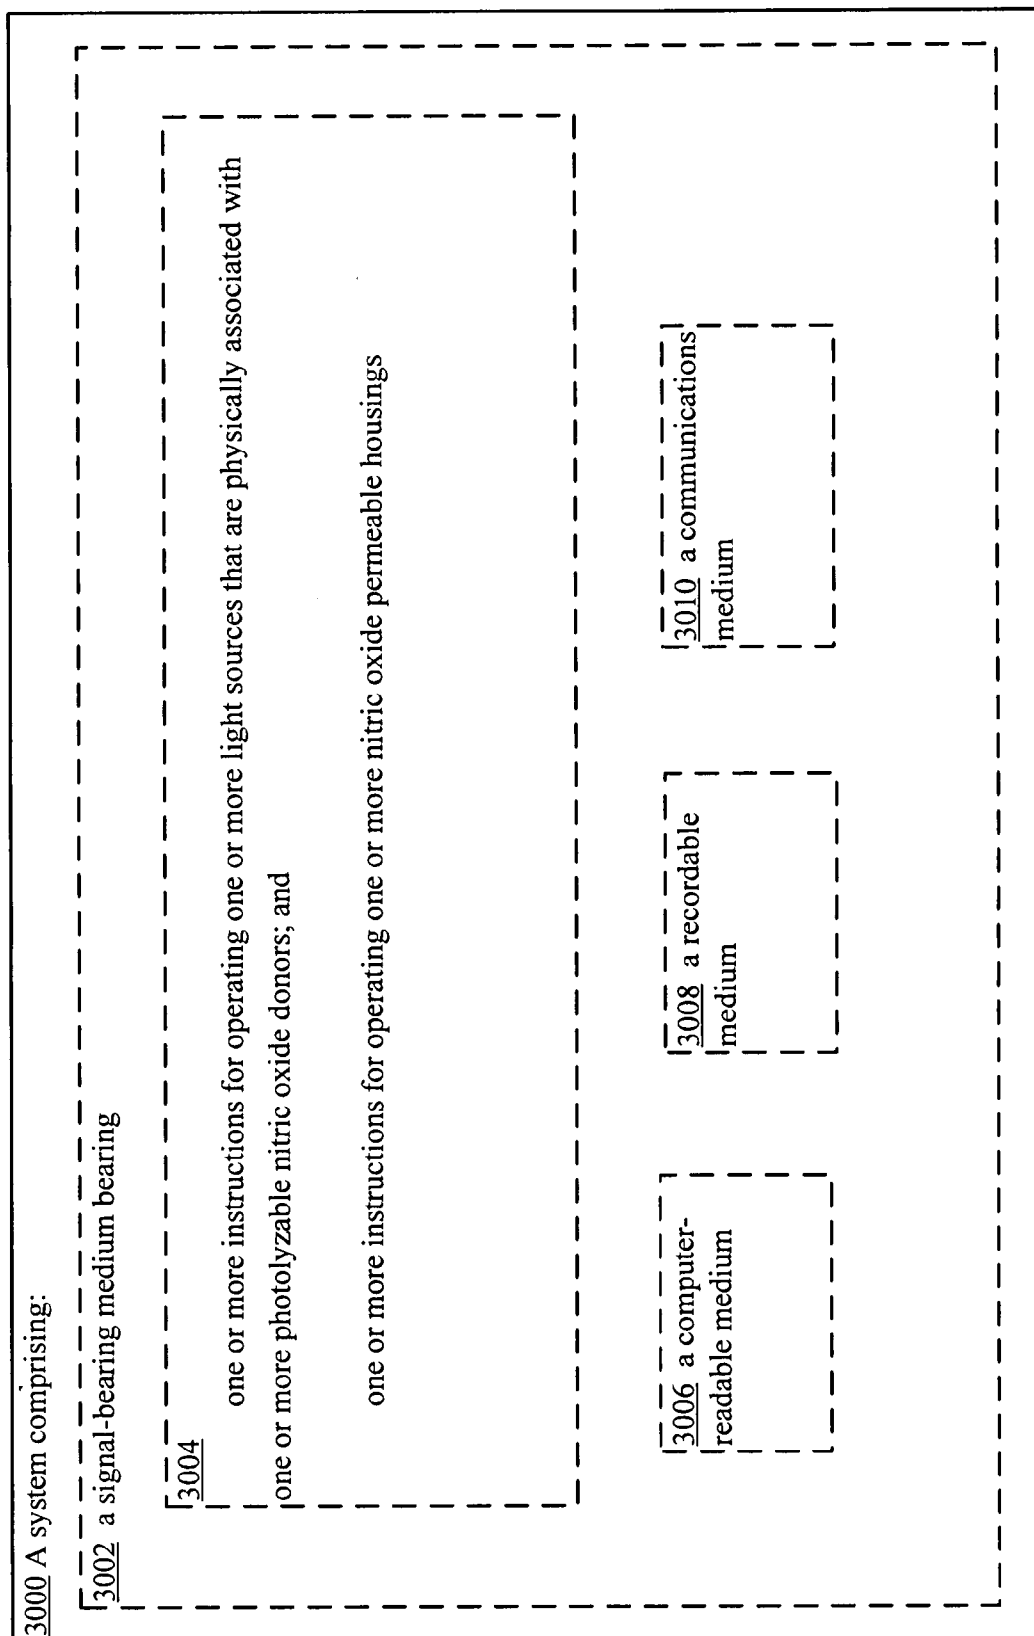 3000 A system comprising:
3002 a signal-bearing medium bearing
3004
one or more instructions for operating one or more light sources that are physically associated with
one or more photolyzable nitric oxide donors; and
one or more instructions for operating one or more nitric oxide permeable housings
3006 a computer-
readable medium
3008 a recordable
medium
3010 a communications
medium